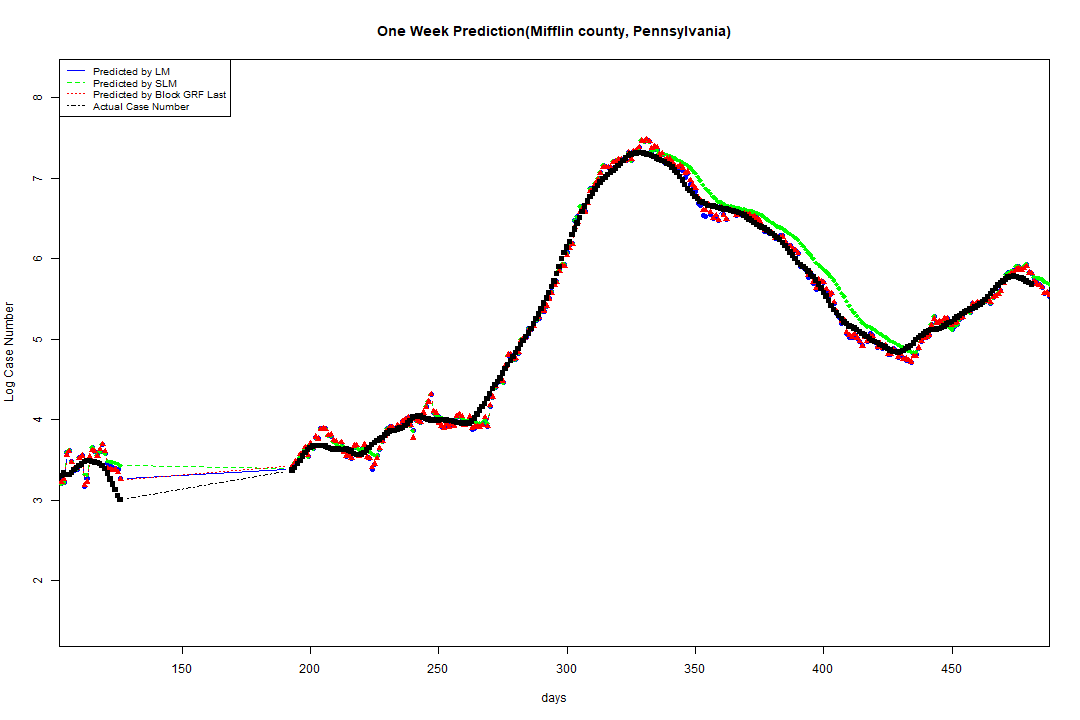 One Week Prediction(Mifflin county, Pennsylvania)
Predicted by LM
Predicted by SLM
Predicted by Block GRF Last
Actual Case Number
Log Case Number
8
7
6
5
4
3
2
150 200 250 300 350 400 450
days